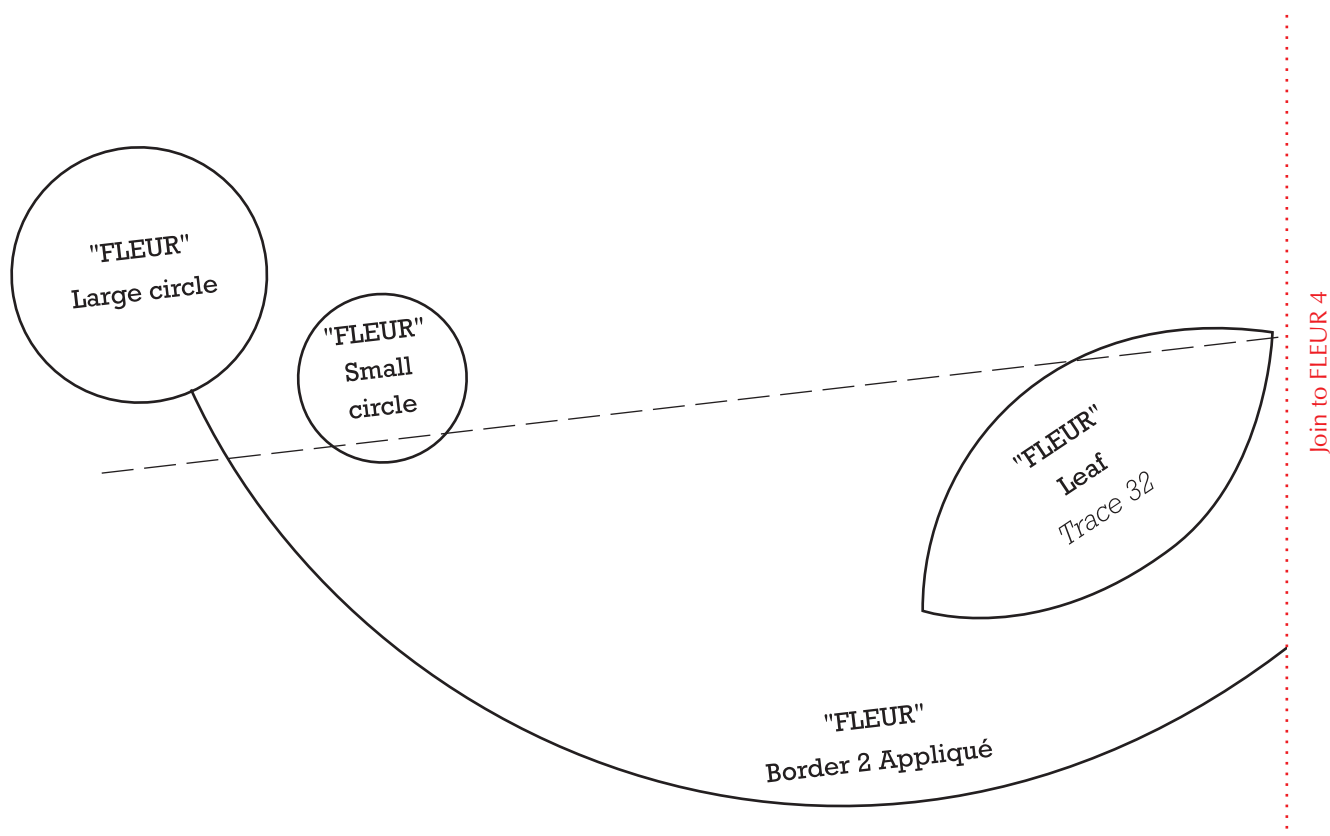 "FLEUR"
Large circle
"FLEUR"
Small
circle
"FLEUR"
Leaf
Trace 32
"FLEUR"
Border 2 Appliqué
Join to FLEUR 4